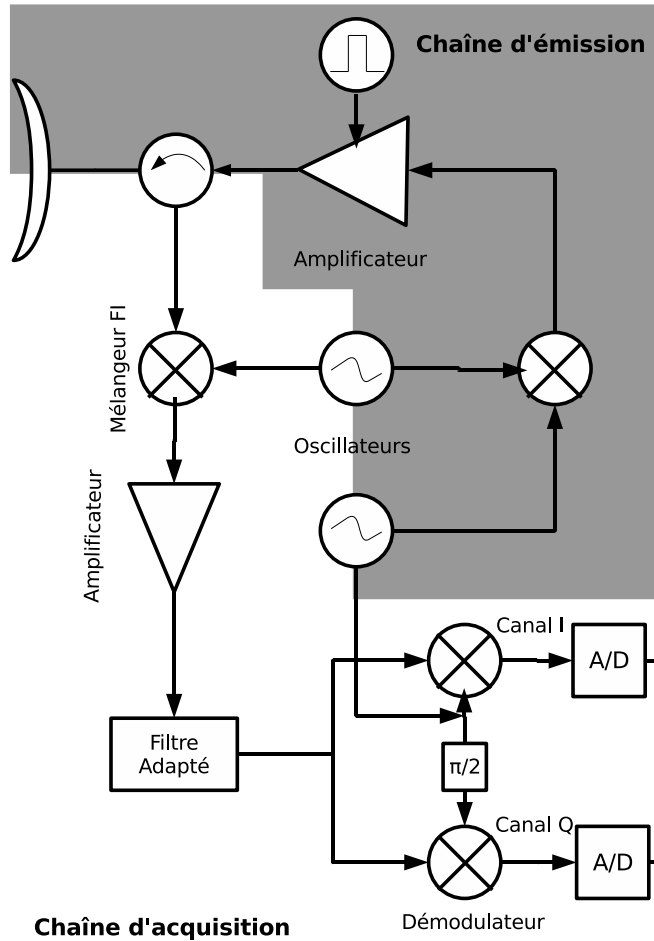 Chaîne d'émission
Amplificateur
Mélangeur FI
Oscillateurs
Amplificateur
Canal I
A/D
Filtre
Adapté
π/2
Canal Q
A/D
Démodulateur
Chaîne d'acquisition